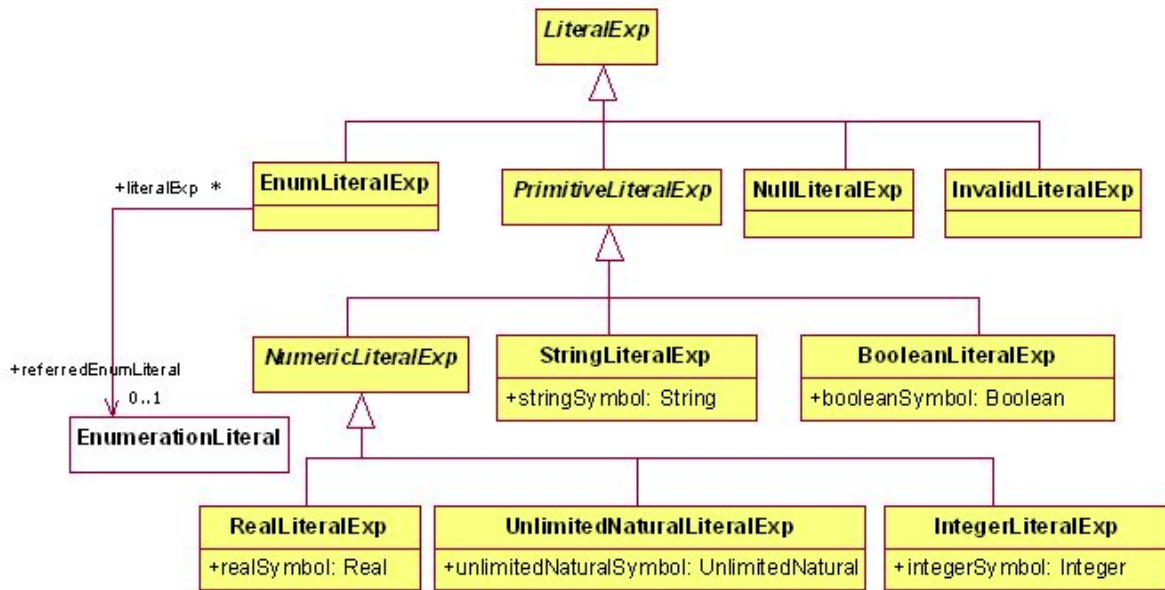 LiteralExp
+literalExp *
EnumLiteralExp
PrimitiveLiteralExp
NullLiteralExp
InvalidLiteralExp
+referredEnumLiteral
0..1
EnumerationLiteral
NumericLiteralExp
StringLiteralExp
+stringSymbol: String
BooleanLiteralExp
+booleanSymbol: Boolean
RealLiteralExp
+realSymbol: Real
UnlimitedNaturalLiteralExp
+unlimitedNaturalSymbol: UnlimitedNatural
IntegerLiteralExp
+integerSymbol: Integer